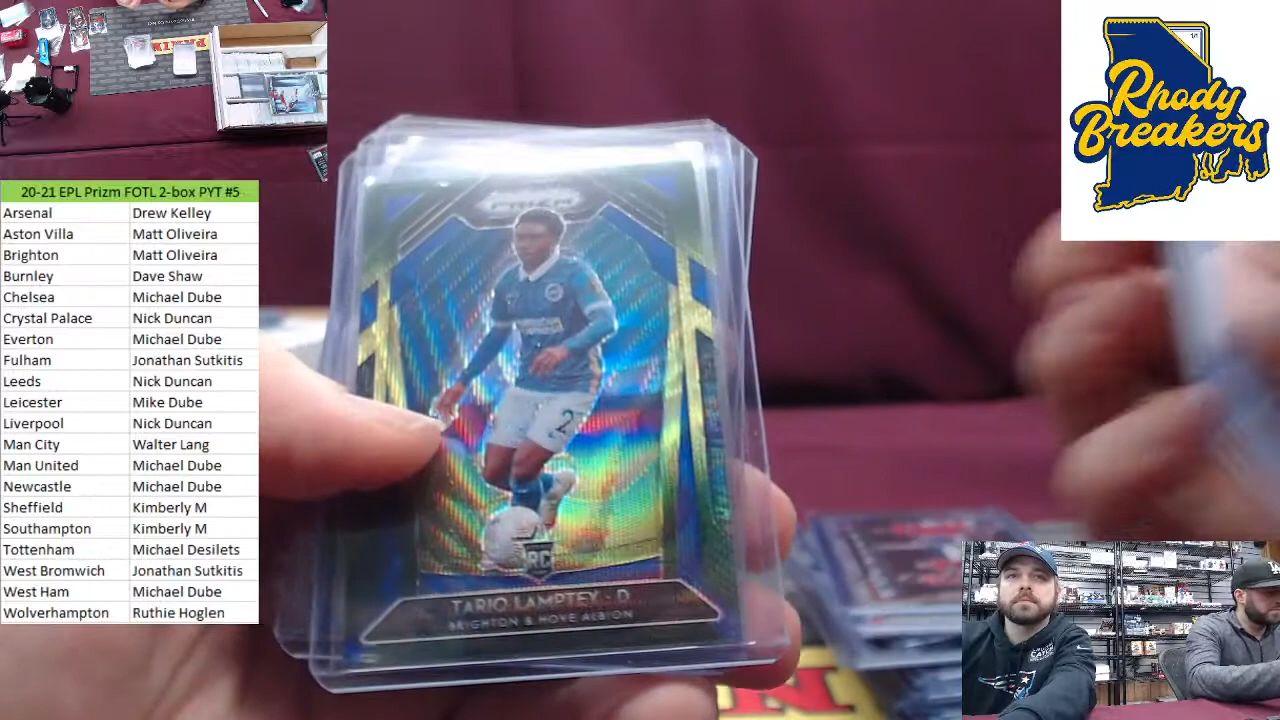 20-21 EPL Prizm FOTL 2-box PYT #5
Arsenal Drew Kelley
Aston Villa Matt Oliveira
Brighton Matt Oliveira
Burnley Dave Shaw
Chelsea Michael Dube
Crystal Palace Nick Duncan
Everton Michael Dube
Fulham Jonathan Sutkitis
Leeds Nick Duncan
Leicester Mike Dube
Liverpool Nick Duncan
Man City Walter Lang
Man United Michael Dube
Newcastle Michael Dube
Sheffield Kimberly M
Southampton Kimberly M
Tottenham Michael Desilets
West Bromwich Jonathan Sutkitis
West Ham Michael Dube
Wolverhampton Ruthie Hoglen
PRIZM
RC
TARIQ LAMPTEY - D
BRIGHTON & HOVE ALBION
1/1
Rhody
Breakers